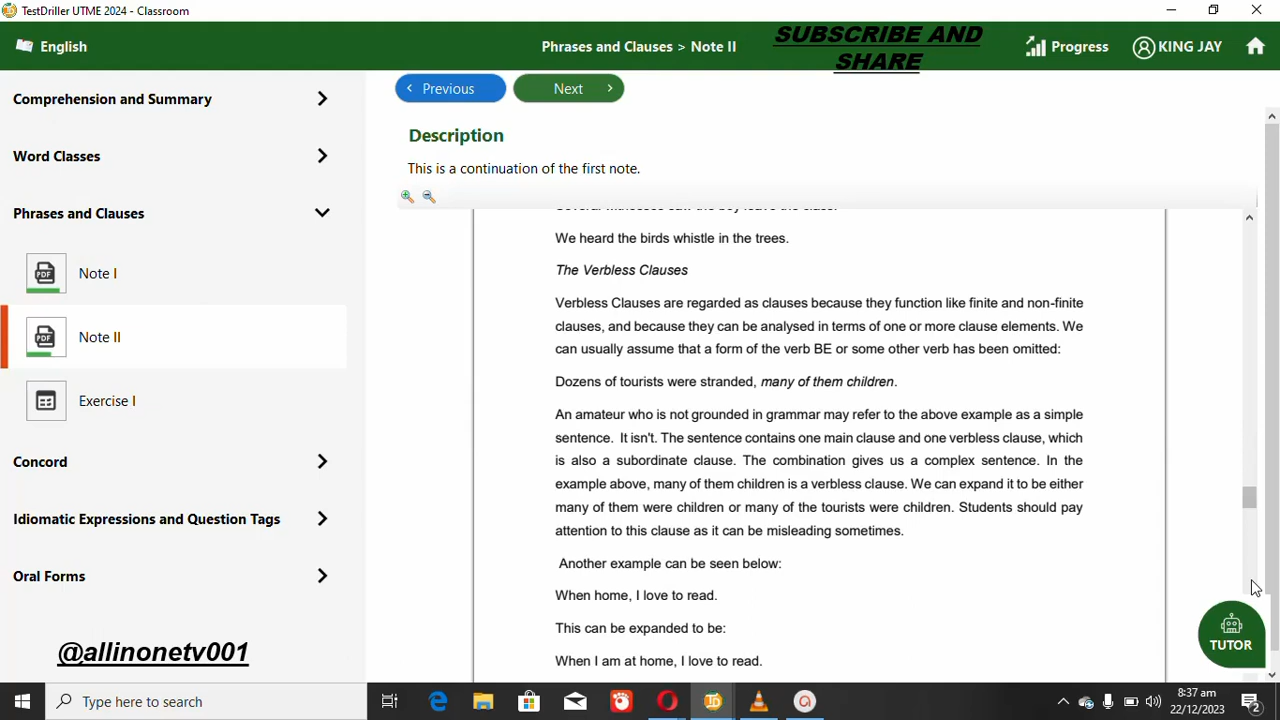 TestDriller UTME 2024 - Classroom
English
Phrases and Clauses > Note II
SUBSCRIBE AND
SHARE
Progress
KING JAY
Comprehension and Summary
Word Classes
Phrases and Clauses
PDF
Note I
PDF
Note II
Exercise I
Concord
Idiomatic Expressions and Question Tags
Oral Forms
@allinonetv001
Previous
Next
Description
This is a continuation of the first note.
Several witnesses saw the boy leave the class.
We heard the birds whistle in the trees.
The Verbless Clauses
Verbless Clauses are regarded as clauses because they function like finite and non-finite
clauses, and because they can be analysed in terms of one or more clause elements. We
can usually assume that a form of the verb BE or some other verb has been omitted:
Dozens of tourists were stranded, many of them children.
An amateur who is not grounded in grammar may refer to the above example as a simple
sentence. It isn't. The sentence contains one main clause and one verbless clause, which
is also a subordinate clause. The combination gives us a complex sentence. In the
example above, many of them children is a verbless clause. We can expand it to be either
many of them were children or many of the tourists were children. Students should pay
attention to this clause as it can be misleading sometimes.
Another example can be seen below:
When home, I love to read.
This can be expanded to be:
When I am at home, I love to read.
TUTOR
Type here to search
8:37 am
22/12/2023
2